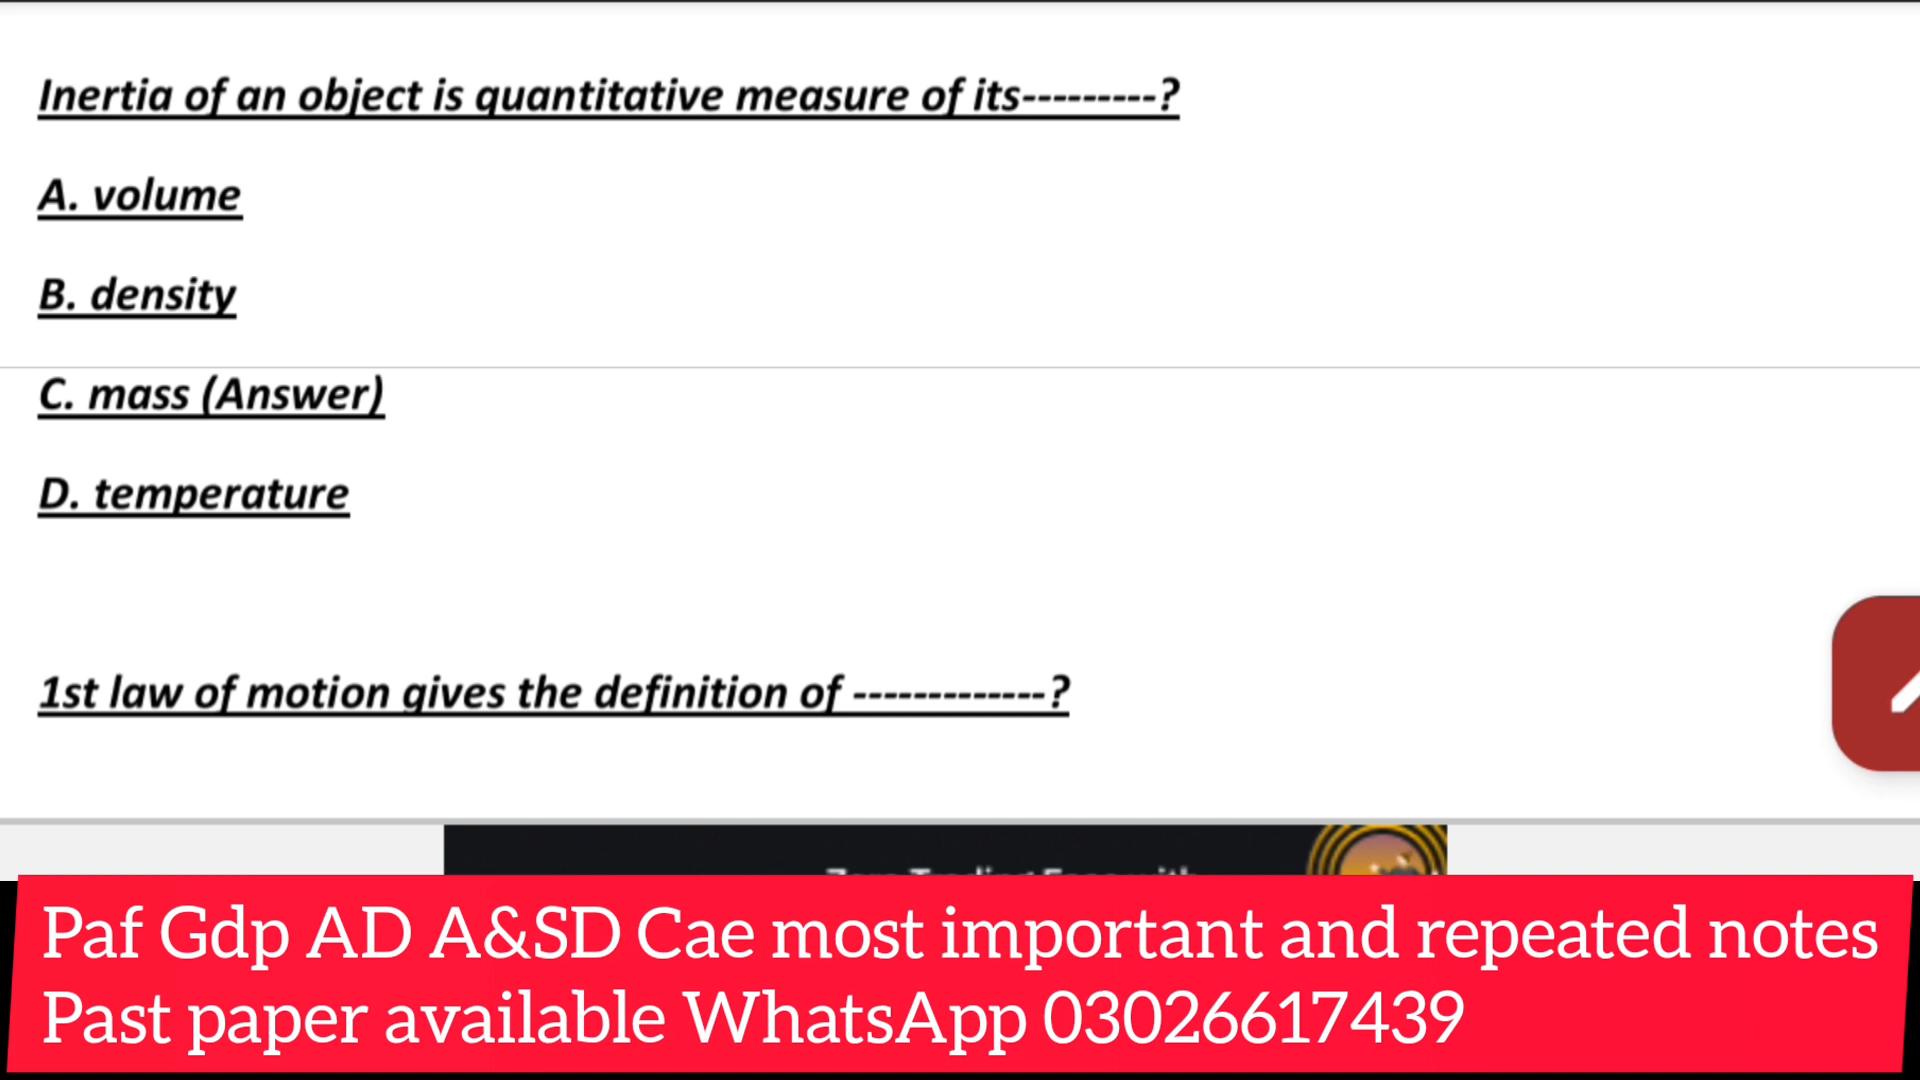 Inertia of an object is quantitative measure of its---------?
A. volume
B. density
C. mass (Answer)
D. temperature
1st law of motion gives the definition of -------------?
Paf Gdp AD A&SD Cae most important and repeated notes
Past paper available WhatsApp 03026617439